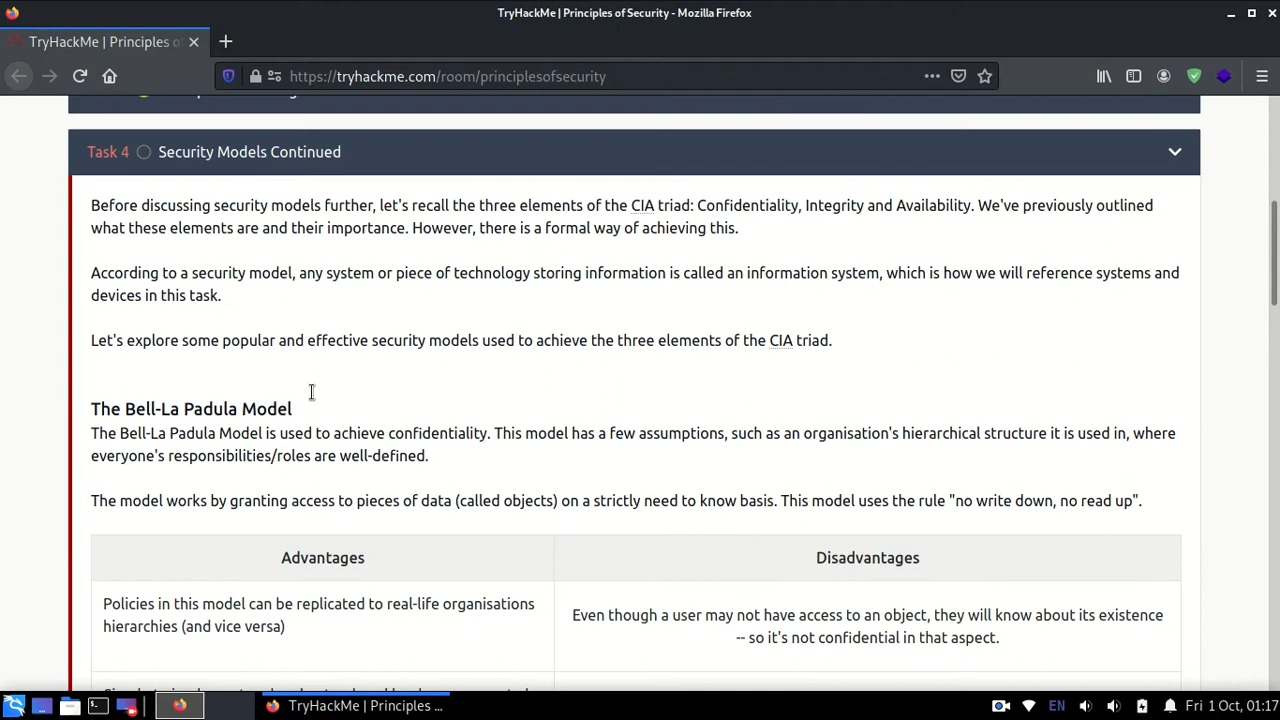 TryHackMe | Principles of Security - Mozilla Firefox
TryHackMe | Principles o
https://tryhackme.com/room/principlesofsecurity
Task 4 Security Models Continued
Before discussing security models further, let's recall the three elements of the CIA triad: Confidentiality, Integrity and Availability. We've previously outlined
what these elements are and their importance. However, there is a formal way of achieving this.
According to a security model, any system or piece of technology storing information is called an information system, which is how we will reference systems and
devices in this task.
Let's explore some popular and effective security models used to achieve the three elements of the CIA triad.
The Bell-La Padula Model
The Bell-La Padula Model is used to achieve confidentiality. This model has a few assumptions, such as an organisation's hierarchical structure it is used in, where
everyone's responsibilities/roles are well-defined.
The model works by granting access to pieces of data (called objects) on a strictly need to know basis. This model uses the rule "no write down, no read up".
Advantages
Disadvantages
Policies in this model can be replicated to real-life organisations
hierarchies (and vice versa)
Even though a user may not have access to an object, they will know about its existence
-- so it's not confidential in that aspect.
TryHackMe | Principles ...
EN
Fri 1 Oct, 01:17